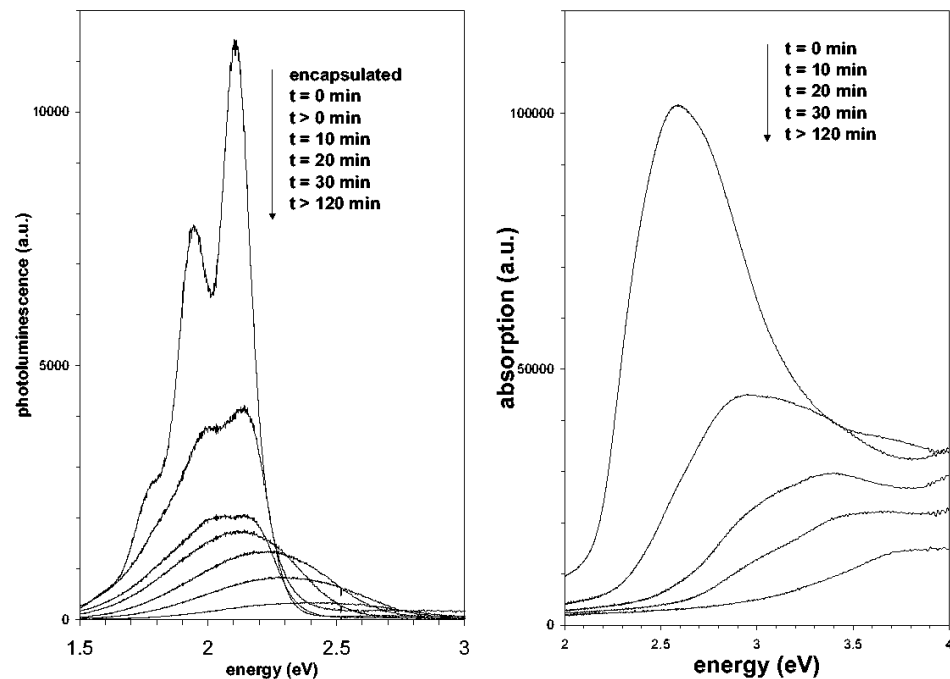 10000
5000
0
1.5
2
2.5
3
photoluminescence (a.u.)
energy (eV)
encapsulated
t = 0 min
t > 0 min
t = 10 min
t = 20 min
t = 30 min
t > 120 min
100000
50000
0
2
2.5
3
3.5
4
absorption (a.u.)
energy (eV)
t = 0 min
t = 10 min
t = 20 min
t = 30 min
t > 120 min